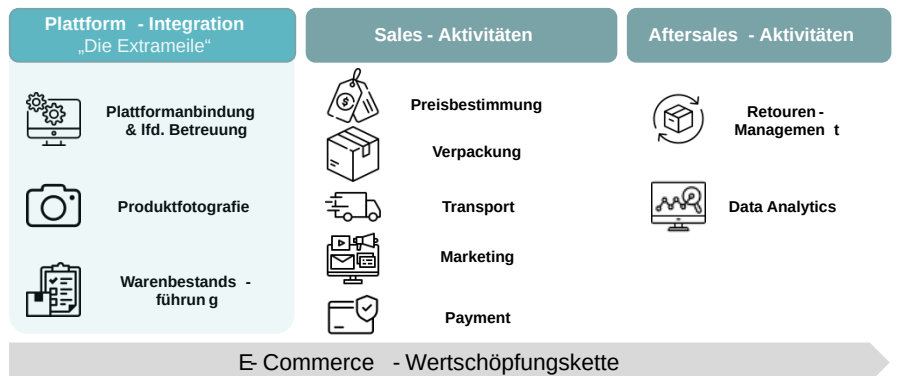 Plattform - Integration
„Die Extrameile“
Sales - Aktivitäten
Aftersales - Aktivitäten
Plattformanbindung
& lfd. Betreuung
Produktfotografie
Warenbestands -
führun g
Preisbestimmung
Verpackung
Transport
Marketing
Payment
Retouren -
Managemen t
Data Analytics
E- Commerce - Wertschöpfungskette